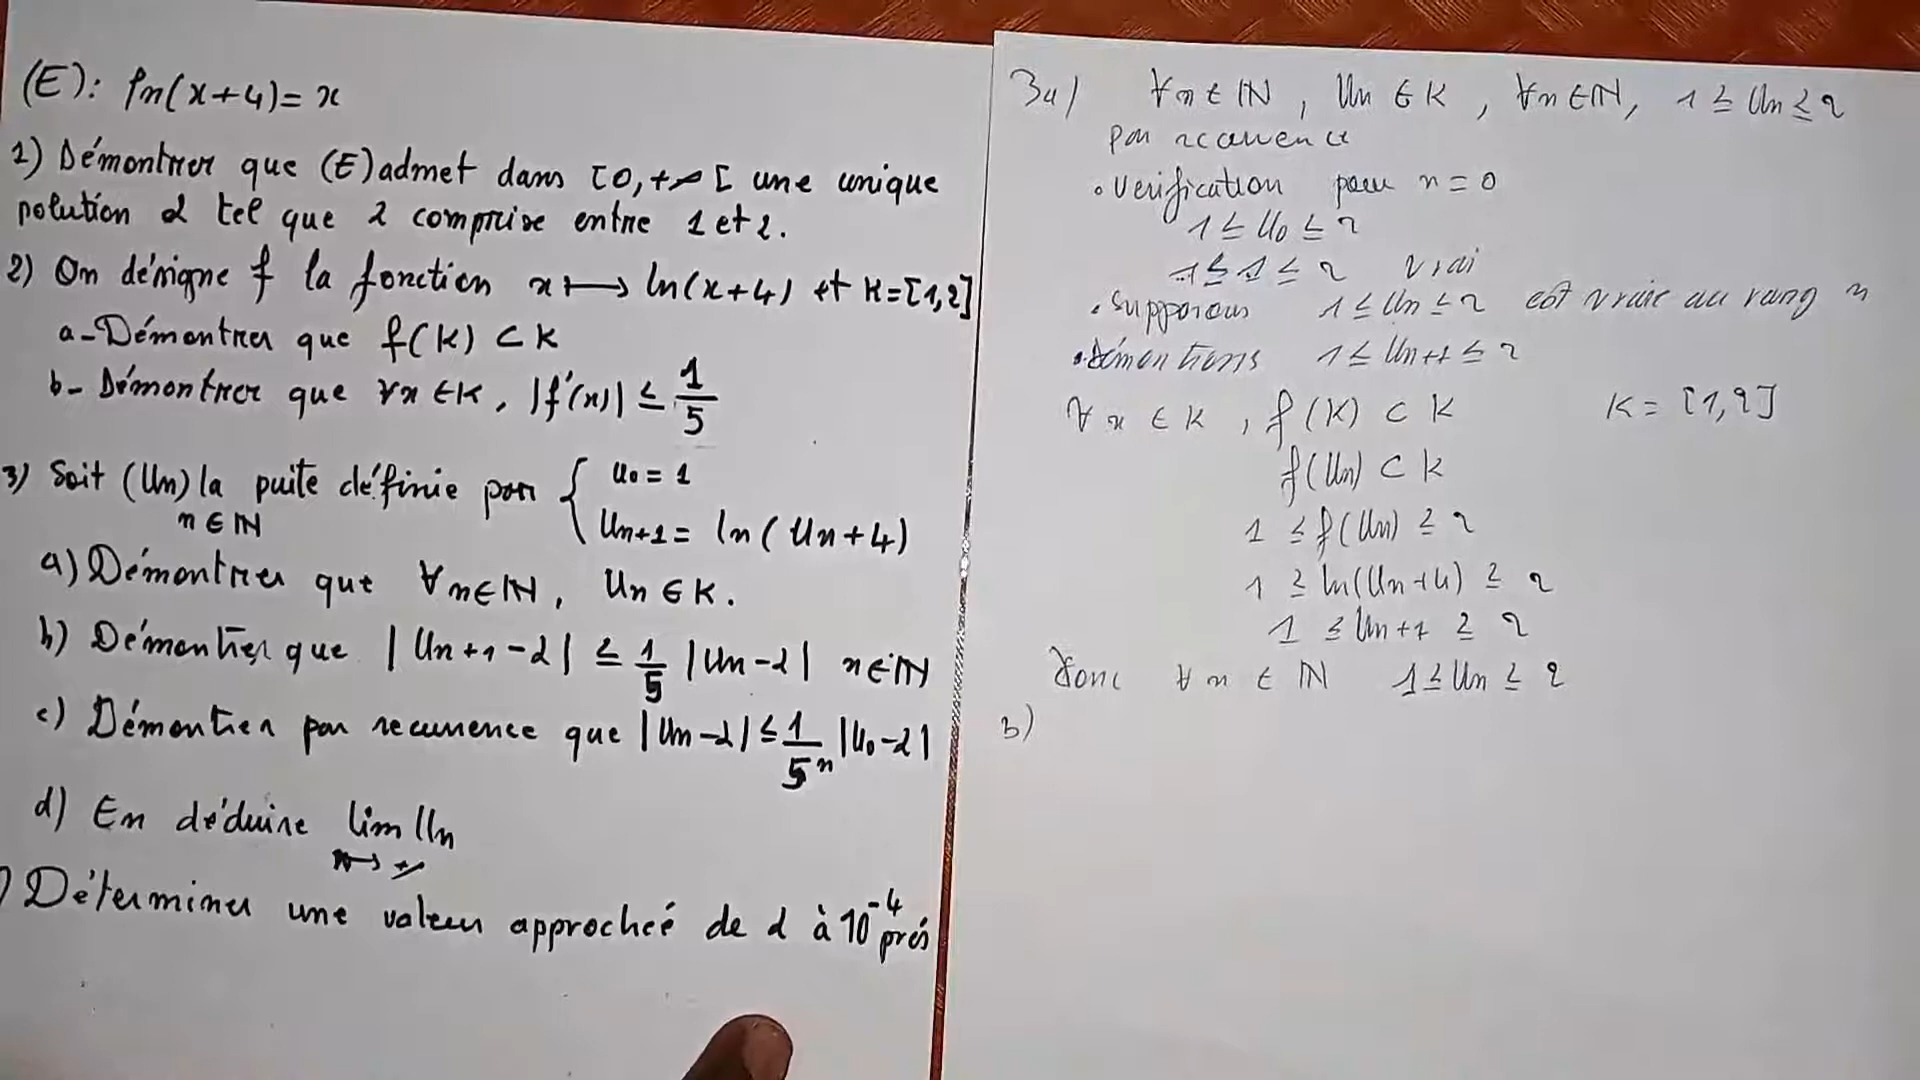 (E): ln(x+4)=x
1) Démontrer que (E) admet dans [0,+∞[ une unique
solution α tel que α comprise entre 1 et 2.
2) On désigne f la fonction x ⟼ ln(x+4) et K=[1,2]
a-Démontrer que f(K) ⊂ K
b- Démontrer que ∀x ∈ K, |f'(x)| ≤ 1/5
3) Soit (Un) la suite définie par { u₀ = 1
n ∈ ℕ Un+1 = ln(Un+4)
a) Démontrer que ∀n∈ℕ, Un ∈ K.
b) Démontrer que |Un+1-α| ≤ 1/5 |Un-α| n∈ℕ
c) Démontrer par recurrence que |Un-α| ≤ 1/5ⁿ |U₀-α|
d) En déduire lim Un
n→+∞
) Déterminer une valeur approcheé de α à 10⁻⁴ près
3a) ∀n∈ℕ, Un ∈ K, ∀n∈ℕ, 1 ≤ Un ≤ 2
par recurrence
• verification pour n=0
1 ≤ U₀ ≤ 2
1 ≤ 1 ≤ 2 vrai
• supposons 1 ≤ Un ≤ 2 est vraie au rang n
• démontrons 1 ≤ Un+1 ≤ 2
∀x ∈ K, f(K) ⊂ K K = [1,2]
f(Un) ⊂ K
1 ≤ f(Un) ≤ 2
1 ≤ ln(Un+4) ≤ 2
1 ≤ Un+1 ≤ 2
donc ∀n ∈ ℕ 1 ≤ Un ≤ 2
b)